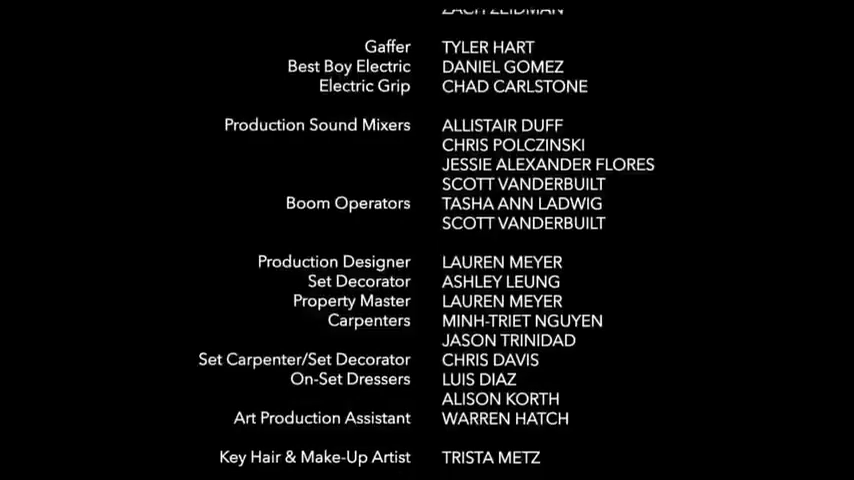 ZACH ZEIDMAN
Gaffer TYLER HART
Best Boy Electric DANIEL GOMEZ
Electric Grip CHAD CARLSTONE
Production Sound Mixers ALLISTAIR DUFF
CHRIS POLCZINSKI
JESSIE ALEXANDER FLORES
SCOTT VANDERBUILT
Boom Operators TASHA ANN LADWIG
SCOTT VANDERBUILT
Production Designer LAUREN MEYER
Set Decorator ASHLEY LEUNG
Property Master LAUREN MEYER
Carpenters MINH-TRIET NGUYEN
JASON TRINIDAD
Set Carpenter/Set Decorator CHRIS DAVIS
On-Set Dressers LUIS DIAZ
ALISON KORTH
Art Production Assistant WARREN HATCH
Key Hair & Make-Up Artist TRISTA METZ